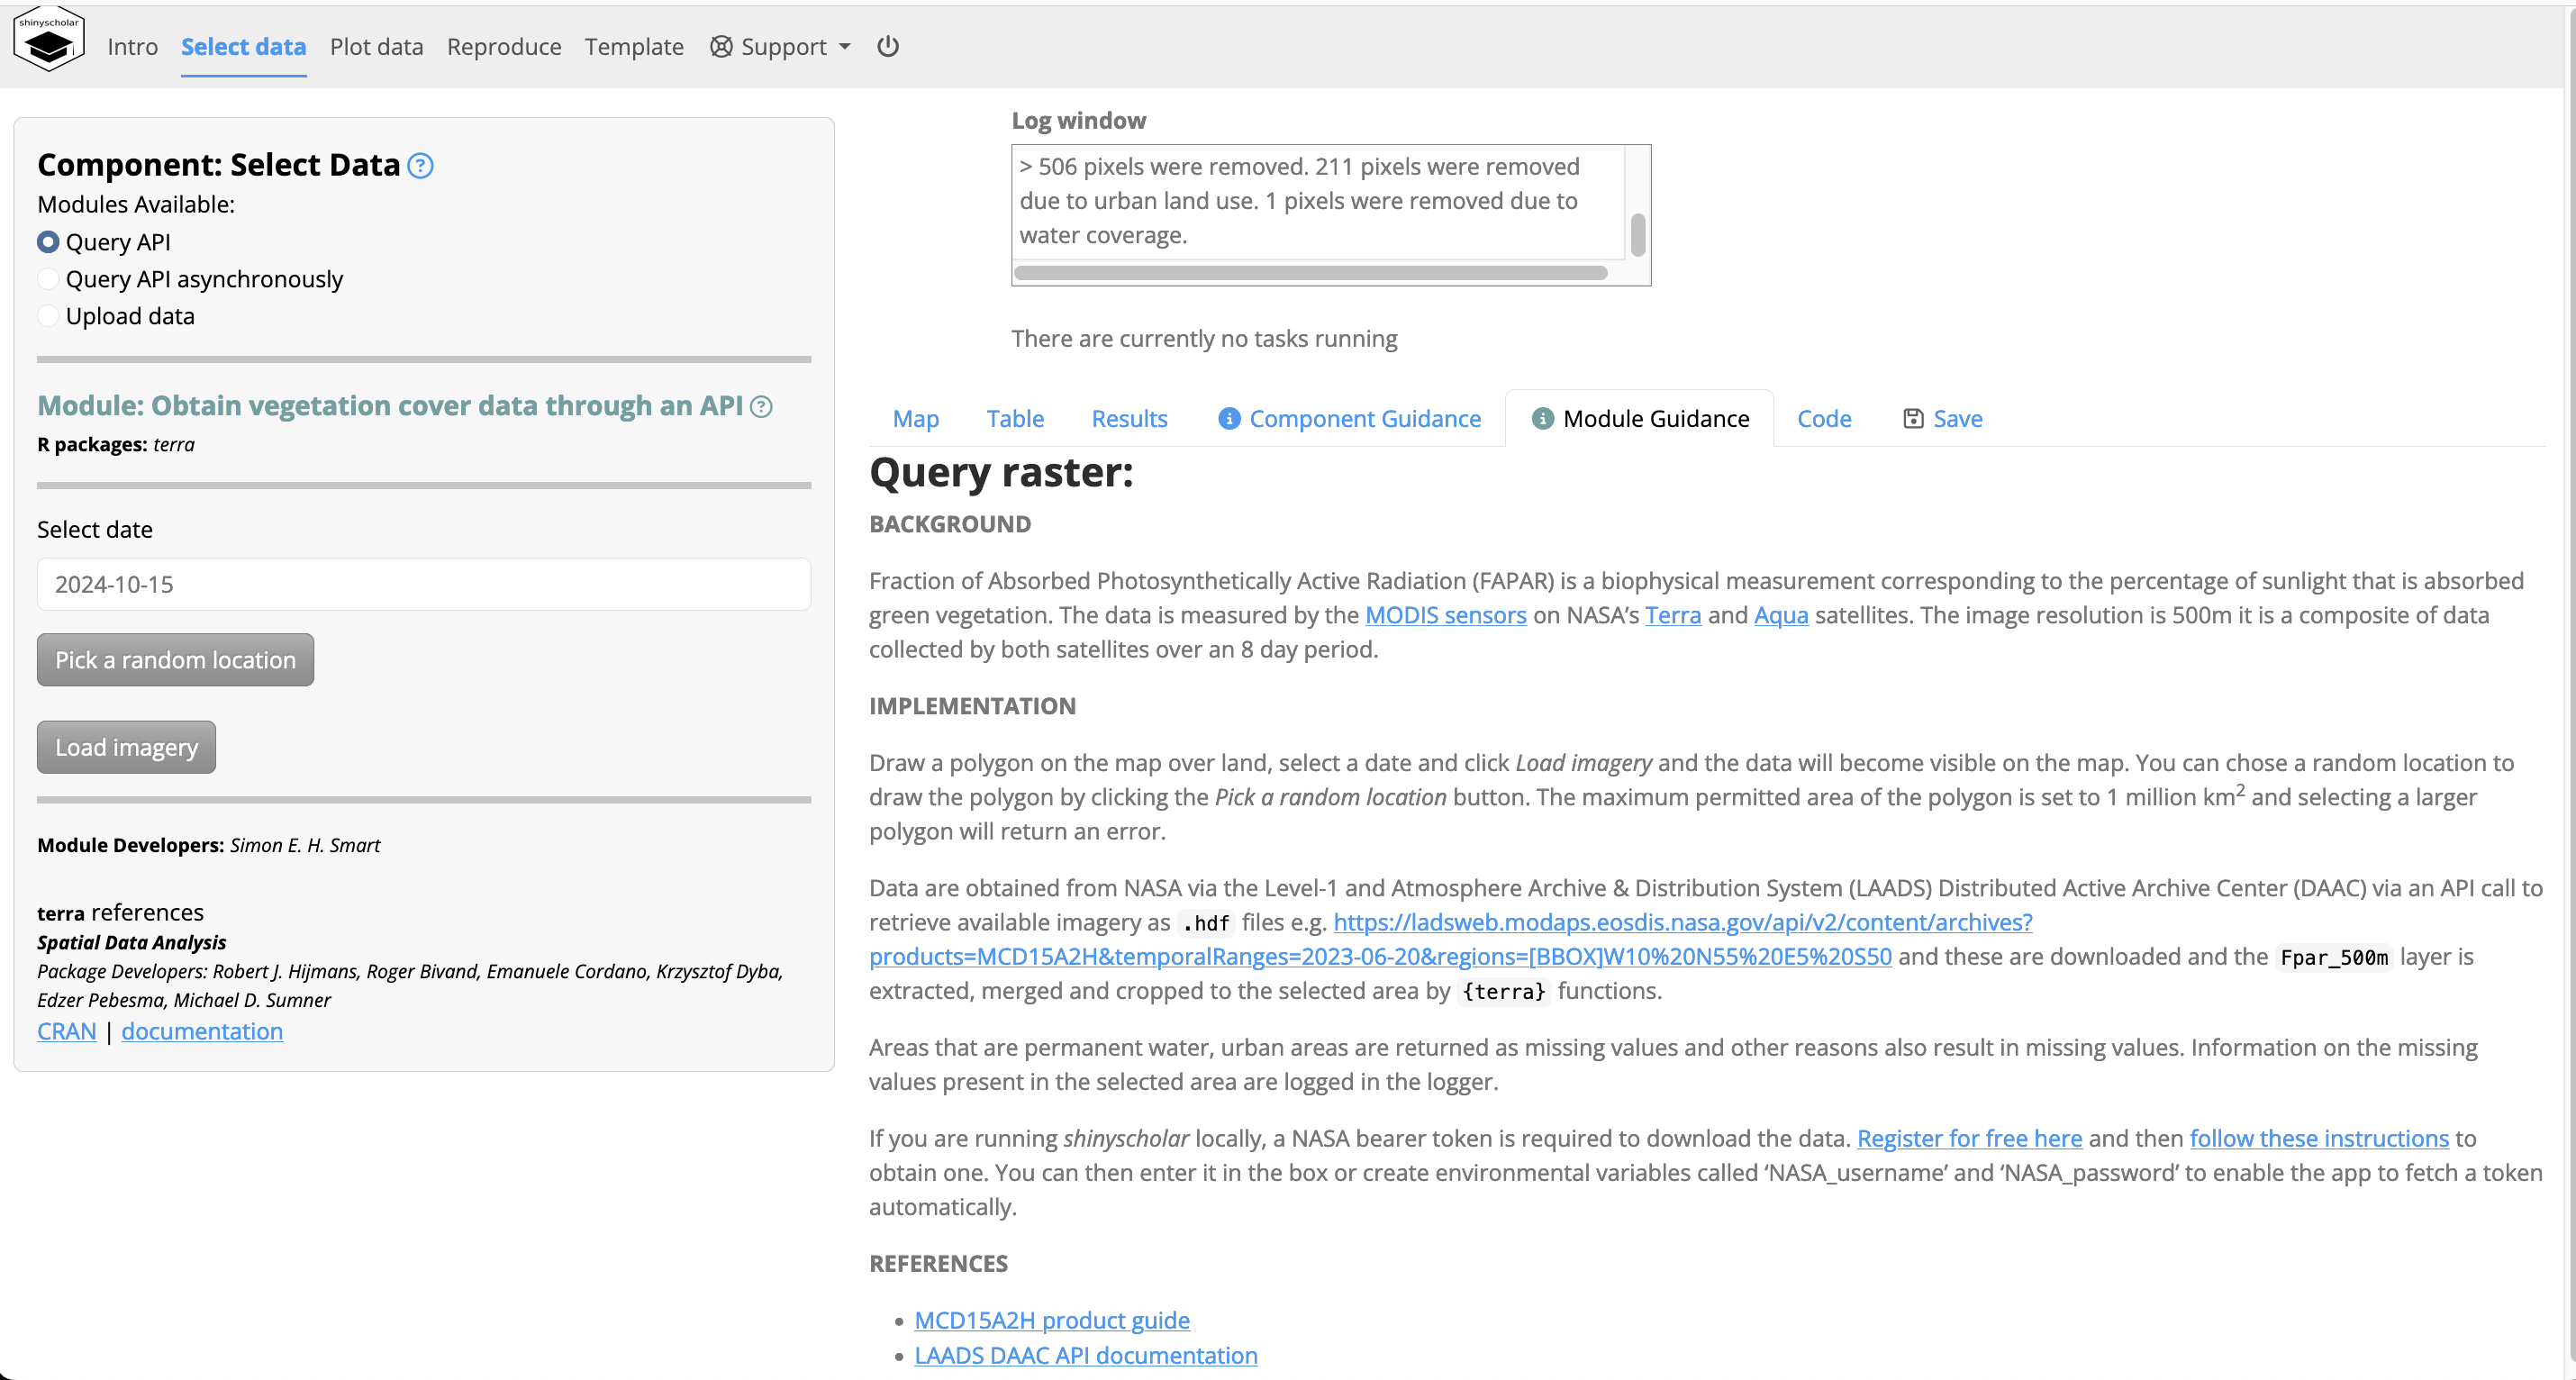 shinyscholar
Intro Select data Plot data Reproduce Template Support
Component: Select Data ?
Modules Available:
Query API
Query API asynchronously
Upload data
Module: Obtain vegetation cover data through an API ?
R packages: terra
Select date
2024-10-15
Pick a random location
Load imagery
Module Developers: Simon E. H. Smart
terra references
Spatial Data Analysis
Package Developers: Robert J. Hijmans, Roger Bivand, Emanuele Cordano, Krzysztof Dyba,
Edzer Pebesma, Michael D. Sumner
CRAN | documentation
Log window
> 506 pixels were removed. 211 pixels were removed
due to urban land use. 1 pixels were removed due to
water coverage.
There are currently no tasks running
Map Table Results Component Guidance Module Guidance Code Save
Query raster:
BACKGROUND
Fraction of Absorbed Photosynthetically Active Radiation (FAPAR) is a biophysical measurement corresponding to the percentage of sunlight that is absorbed
green vegetation. The data is measured by the MODIS sensors on NASA’s Terra and Aqua satellites. The image resolution is 500m it is a composite of data
collected by both satellites over an 8 day period.
IMPLEMENTATION
Draw a polygon on the map over land, select a date and click Load imagery and the data will become visible on the map. You can chose a random location to
draw the polygon by clicking the Pick a random location button. The maximum permitted area of the polygon is set to 1 million km² and selecting a larger
polygon will return an error.
Data are obtained from NASA via the Level-1 and Atmosphere Archive & Distribution System (LAADS) Distributed Active Archive Center (DAAC) via an API call to
retrieve available imagery as .hdf files e.g. https://ladsweb.modaps.eosdis.nasa.gov/api/v2/content/archives?
products=MCD15A2H&temporalRanges=2023-06-20&regions=[BBOX]W10%20N55%20E5%20S50 and these are downloaded and the Fpar_500m layer is
extracted, merged and cropped to the selected area by {terra} functions.
Areas that are permanent water, urban areas are returned as missing values and other reasons also result in missing values. Information on the missing
values present in the selected area are logged in the logger.
If you are running shinyscholar locally, a NASA bearer token is required to download the data. Register for free here and then follow these instructions to
obtain one. You can then enter it in the box or create environmental variables called ‘NASA_username’ and ‘NASA_password’ to enable the app to fetch a token
automatically.
REFERENCES
• MCD15A2H product guide
• LAADS DAAC API documentation